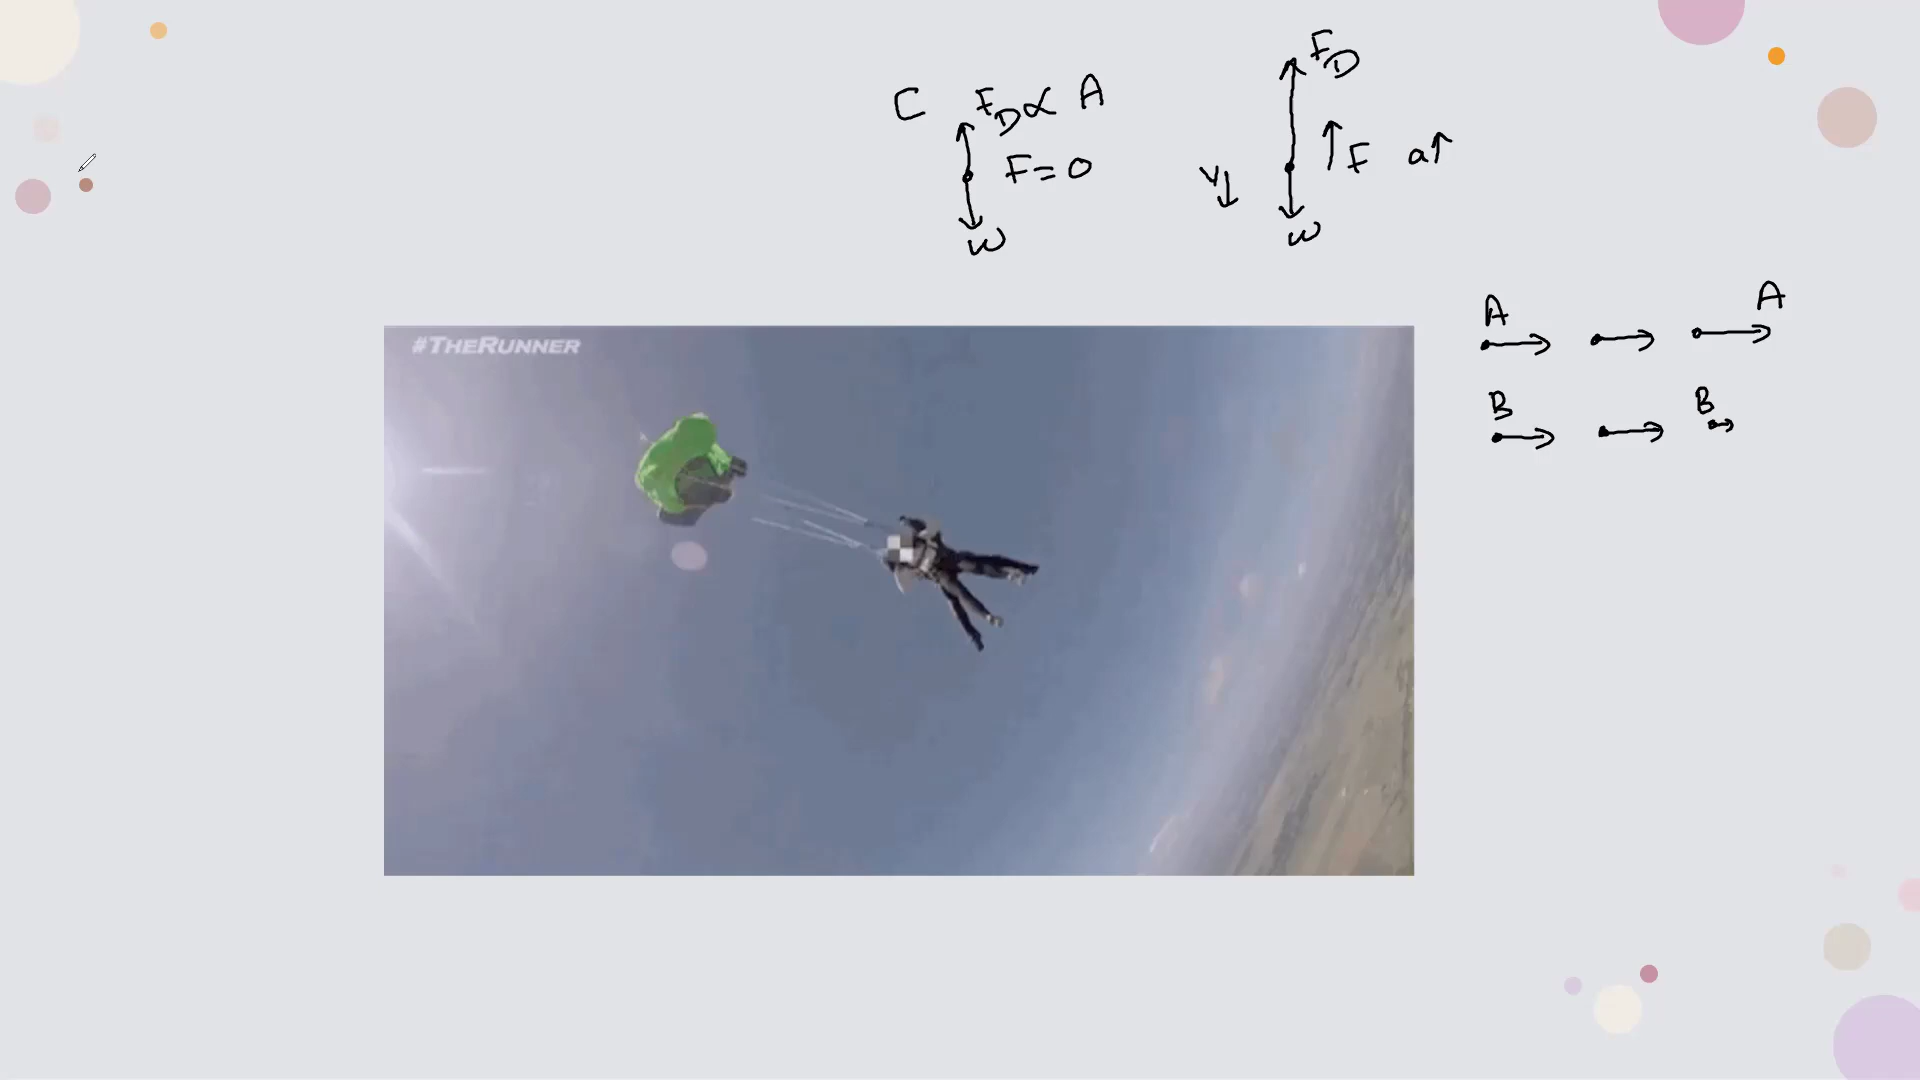 C F_D ∝ A
F = 0
W
F_D
↑ F a↑
V↓
W
A A
B B
#THERUNNER